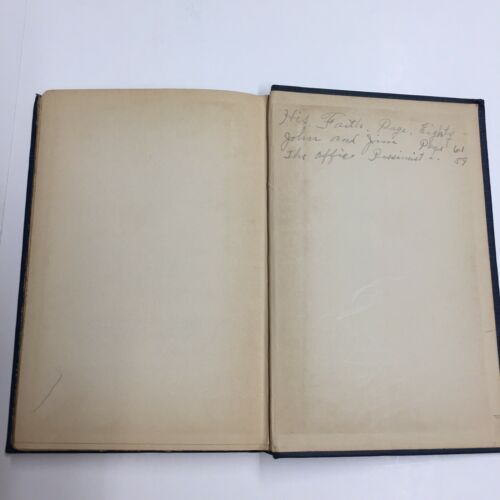 His Faith. Page. Eighty -
John and Jim Page 61
The Office Pessimist " 59